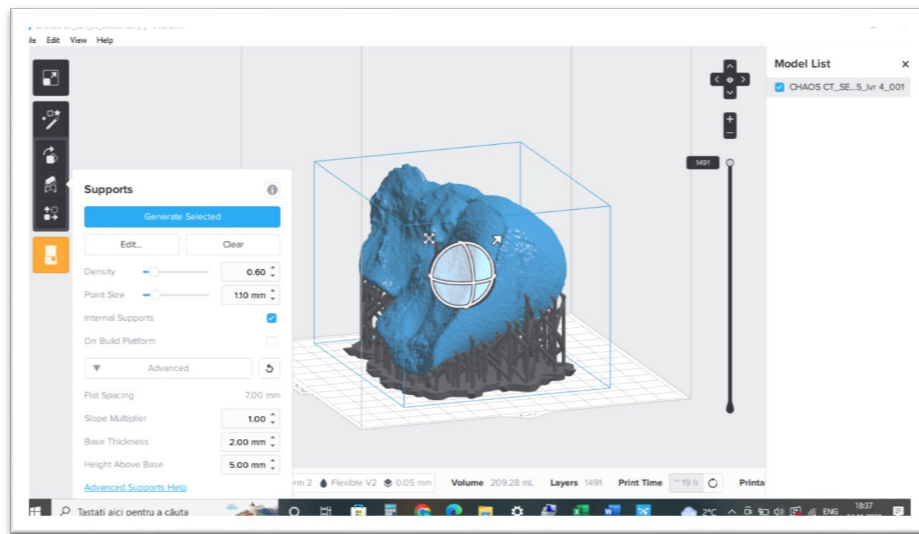 File Edit View Help
Model List ×
CHAOS CT_SE...5_lvr 4_001
1491
Supports
Generate Selected
Edit... Clear
Density 0.60
Point Size 1.10 mm
Internal Supports
On Build Platform
Advanced
Flat Spacing 7.00 mm
Slope Multiplier 1.00
Base Thickness 2.00 mm
Height Above Base 5.00 mm
Advanced Supports Help
rm 2 Flexible V2 0.05 mm Volume 209.28 mL Layers 1491 Print Time ~19 h Printa
Tastați aici pentru a căuta 2°C ENG 18:37